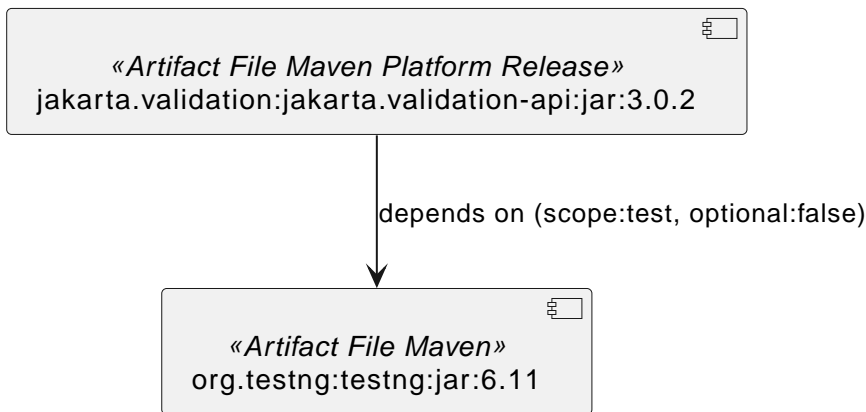 «Artifact File Maven Platform Release»
jakarta.validation:jakarta.validation-api:jar:3.0.2
depends on (scope:test, optional:false)
«Artifact File Maven»
org.testng:testng:jar:6.11